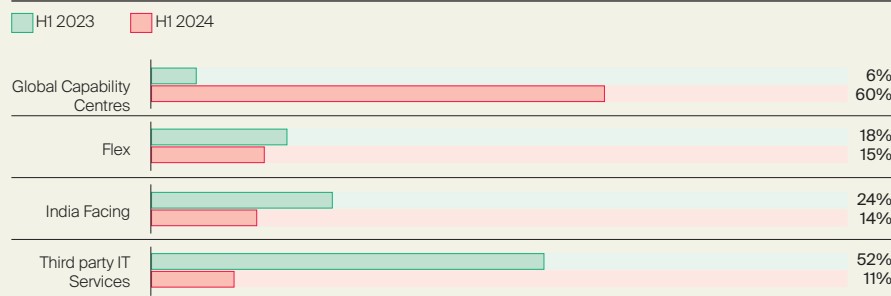 H1 2023 H1 2024
Global Capability
Centres
6%
60%
Flex
18%
15%
India Facing
24%
14%
Third party IT
Services
52%
11%